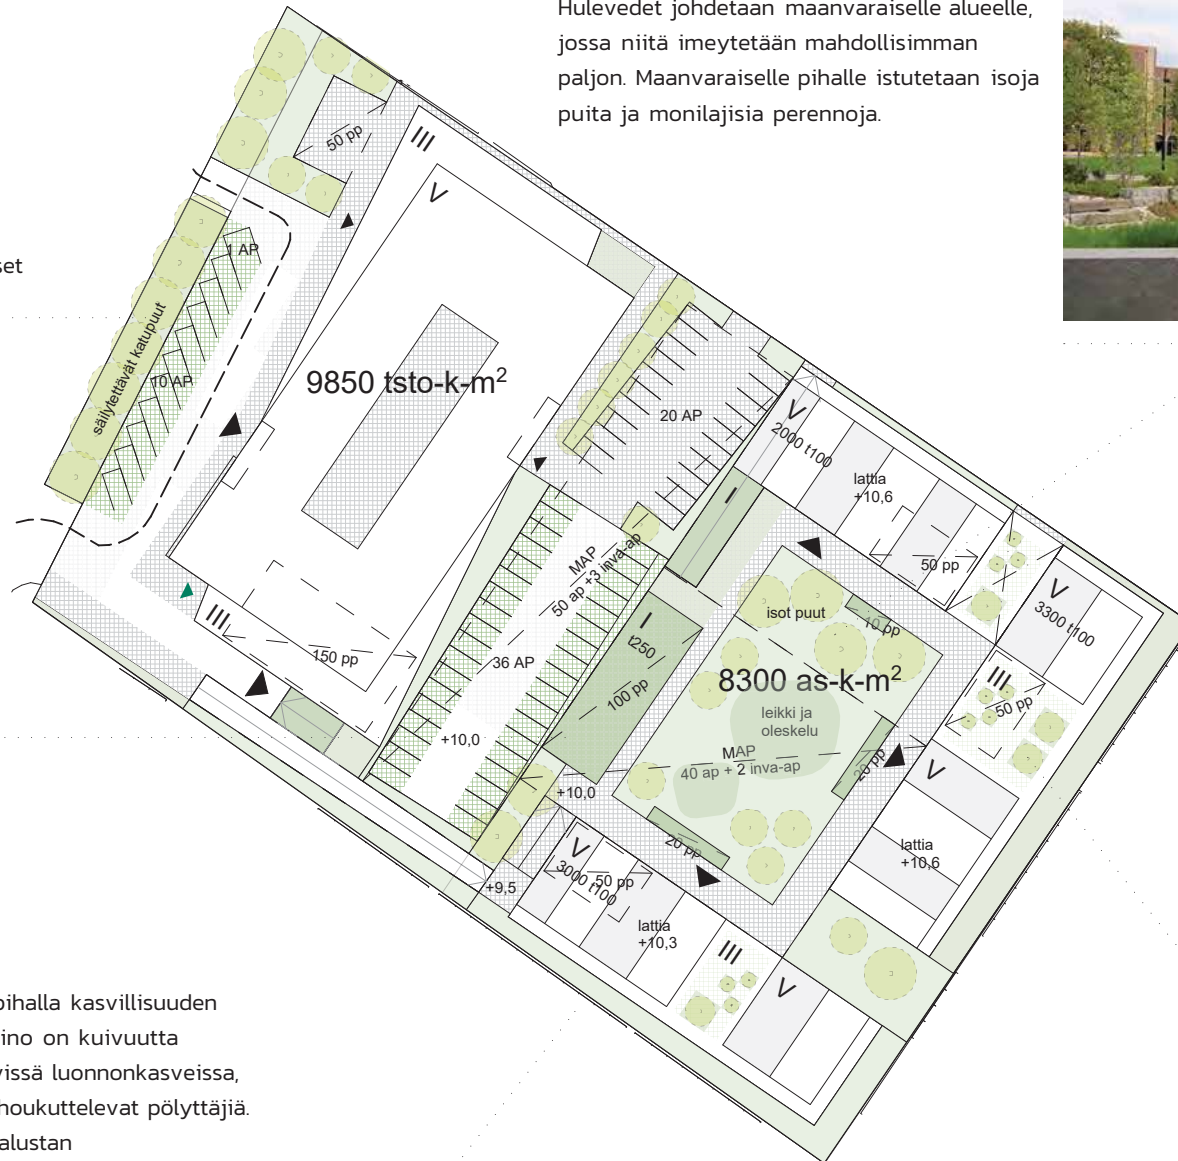 Hulevedet johdetaan maanvaraiselle alueelle,
jossa niitä imeytetään mahdollisimman
paljon. Maanvaraiselle pihalle istutetaan isoja
puita ja monilajisia perennoja.
50 pp
III
V
set
1 AP
säilytettävät katupuut
10 AP
9850 tsto-k-m²
20 AP
V
2000 t100
lattia
+10,6
I
50 pp
MAP
50 ap +3 inva-ap
V
3300 t100
isot puut
10 pp
I
t250
III
150 pp
36 AP
100 pp
8300 as-k-m²
III
50 pp
leikki ja
oleskelu
+10,0
MAP
40 ap + 2 inva-ap
20 pp
V
+10,0
lattia
+10,6
20 pp
V
3000 t100
50 pp
+9,5
lattia
+10,3
III
V
pihalla kasvillisuuden
ino on kuivuutta
vissä luonnonkasveissa,
houkuttelevat pölyttäjiä.
alustan